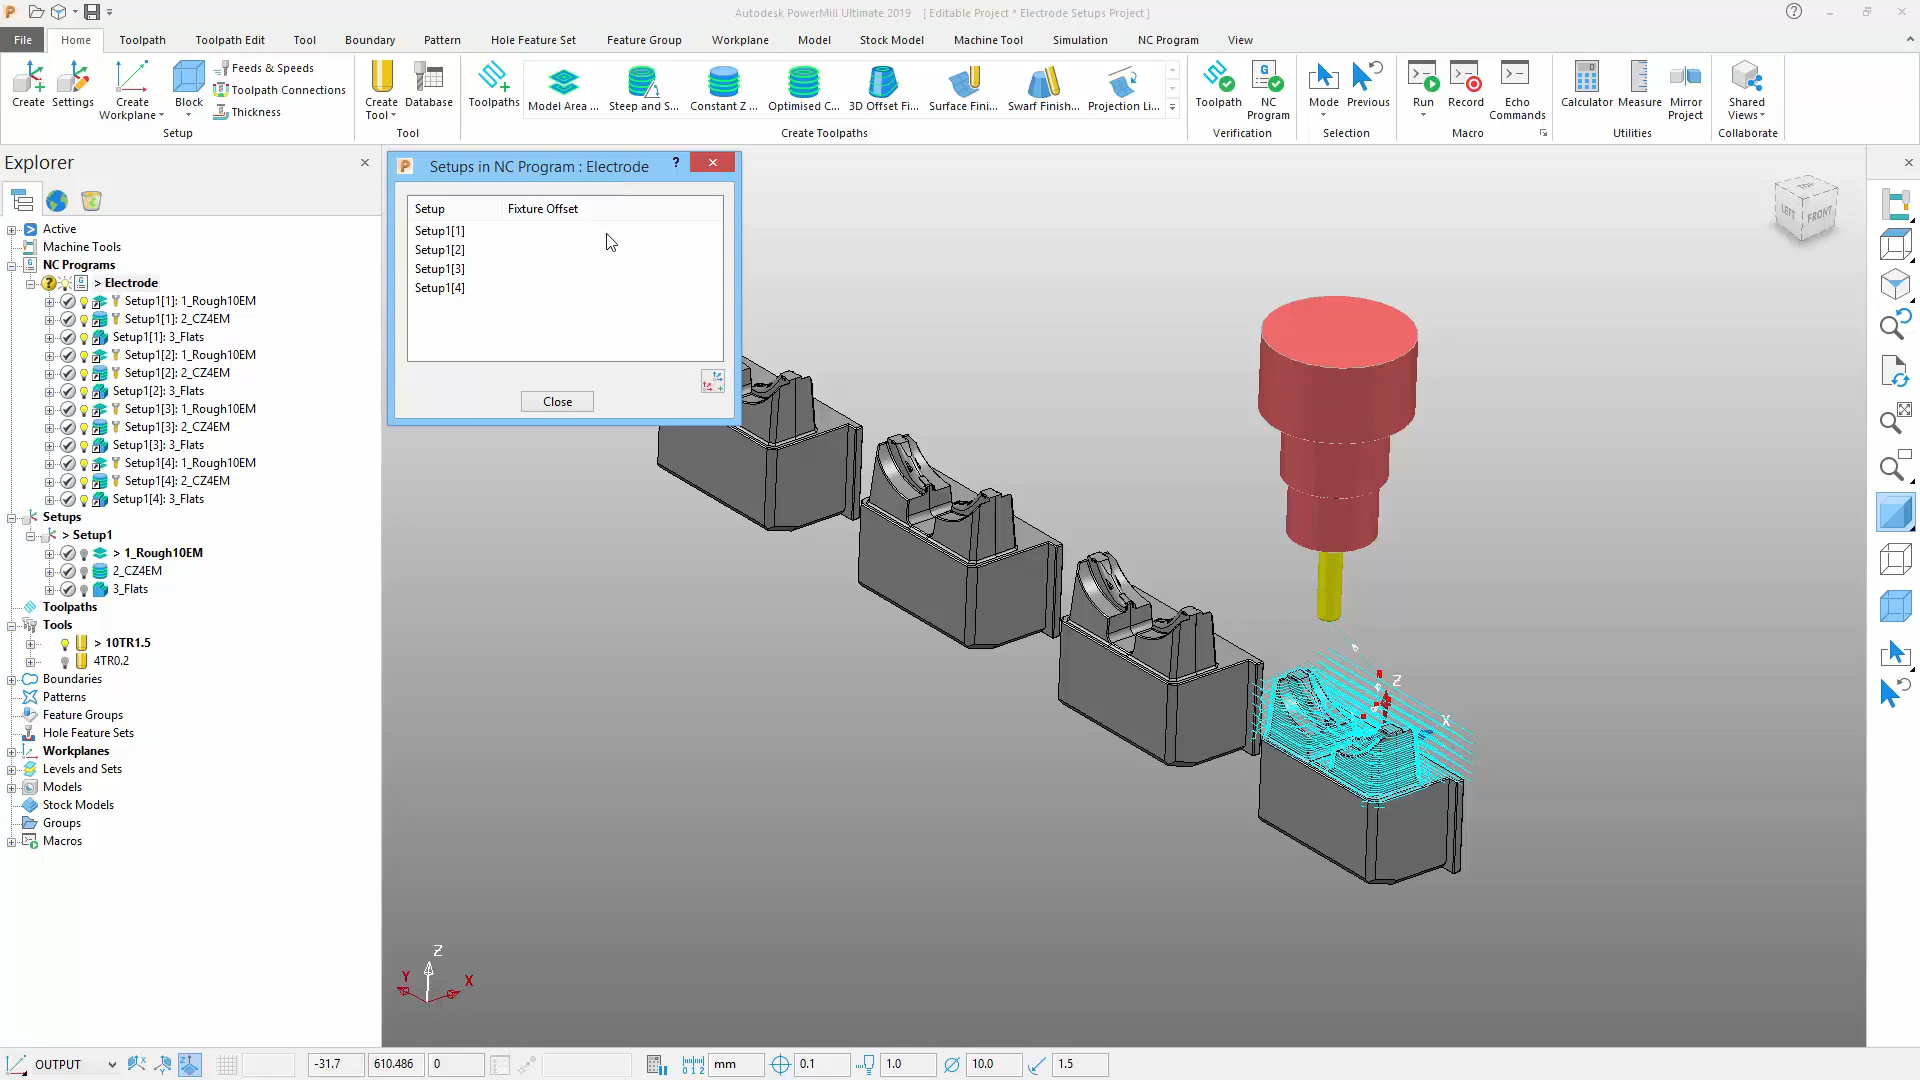 Autodesk PowerMill Ultimate 2019 [ Editable Project * Electrode Setups Project ]
File Home Toolpath Toolpath Edit Tool Boundary Pattern Hole Feature Set Feature Group Workplane Model Stock Model Machine Tool Simulation NC Program View
Create
Settings
Create Workplane
Block
Feeds & Speeds
Toolpath Connections
Thickness
Setup
Create Tool
Database
Tool
Toolpaths
Model Area ...
Steep and S...
Constant Z ...
Optimised C...
3D Offset Fi...
Surface Fini...
Swarf Finish...
Projection Li...
Create Toolpaths
Toolpath
NC Program
Verification
Mode
Previous
Selection
Run
Record
Echo Commands
Macro
Calculator
Measure
Mirror Project
Utilities
Shared Views
Collaborate
Explorer
Active
Machine Tools
NC Programs
> Electrode
Setup1[1]: 1_Rough10EM
Setup1[1]: 2_CZ4EM
Setup1[1]: 3_Flats
Setup1[2]: 1_Rough10EM
Setup1[2]: 2_CZ4EM
Setup1[2]: 3_Flats
Setup1[3]: 1_Rough10EM
Setup1[3]: 2_CZ4EM
Setup1[3]: 3_Flats
Setup1[4]: 1_Rough10EM
Setup1[4]: 2_CZ4EM
Setup1[4]: 3_Flats
Setups
> Setup1
> 1_Rough10EM
2_CZ4EM
3_Flats
Toolpaths
Tools
> 10TR1.5
4TR0.2
Boundaries
Patterns
Feature Groups
Hole Feature Sets
Workplanes
Levels and Sets
Models
Stock Models
Groups
Macros
Setups in NC Program : Electrode
Setup Fixture Offset
Setup1[1]
Setup1[2]
Setup1[3]
Setup1[4]
Close
TOP
LEFT FRONT
Z
X
Z
Y
X
OUTPUT -31.7 610.486 0 mm 0.1 1.0 10.0 1.5